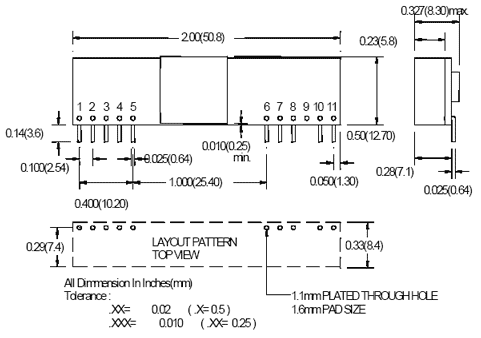 0.327(8.30)max.
2.00(50.8)
0.23(5.8)
1 2 3 4 5 6 7 8 9 10 11
0.14(3.6)
0.010(0.25)
min.
0.50(12.70)
0.100(2.54)
0.025(0.64)
0.28(7.1)
1.000(25.40)
0.050(1.30)
0.025(0.64)
0.400(10.20)
0.29(7.4)
LAYOUT PATTERN
TOP VIEW
0.33(8.4)
All Dimmension In Inches(mm)
Tolerance :
.XX= 0.02 ( .X= 0.5 )
.XXX= 0.010 ( .XX= 0.25 )
1.1mm PLATED THROUGH HOLE
1.6mm PAD SIZE